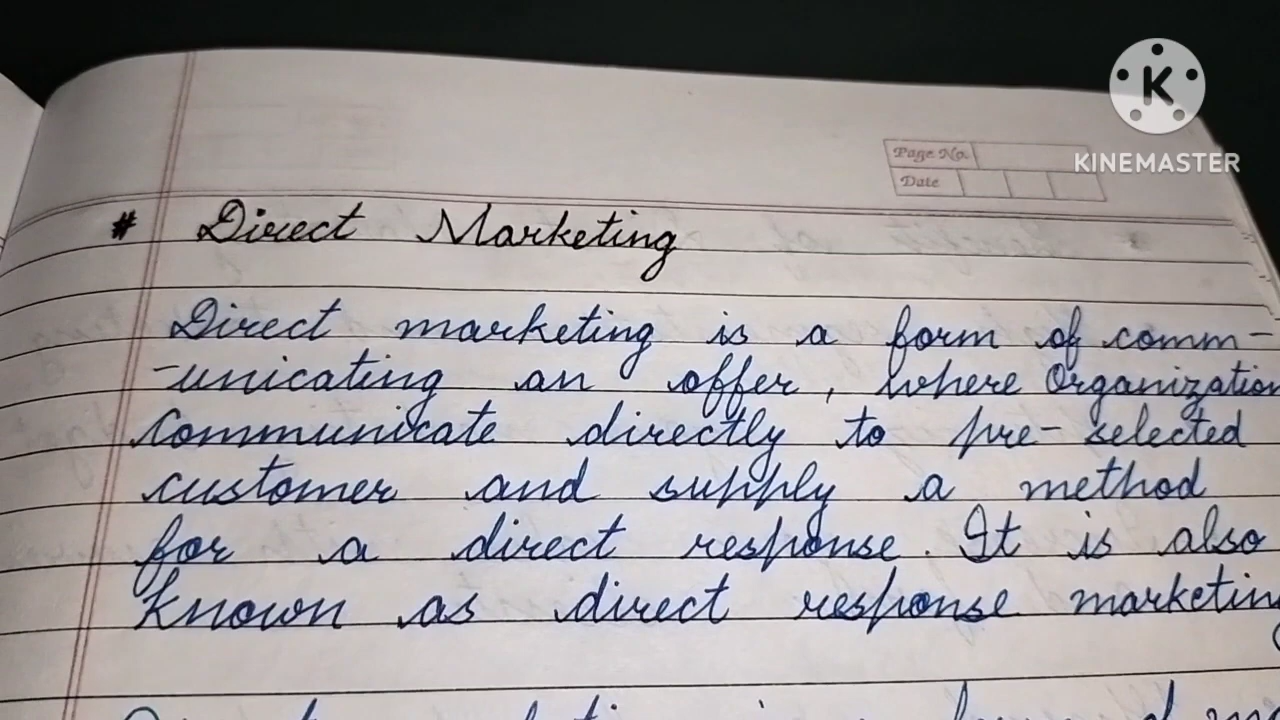 KINEMASTER
Page No.
Date
# Direct Marketing
Direct marketing is a form of comm-
-unicating an offer, where Organization
Communicate directly to pre-selected
customer and supply a method
for a direct response. It is also
known as direct response marketing